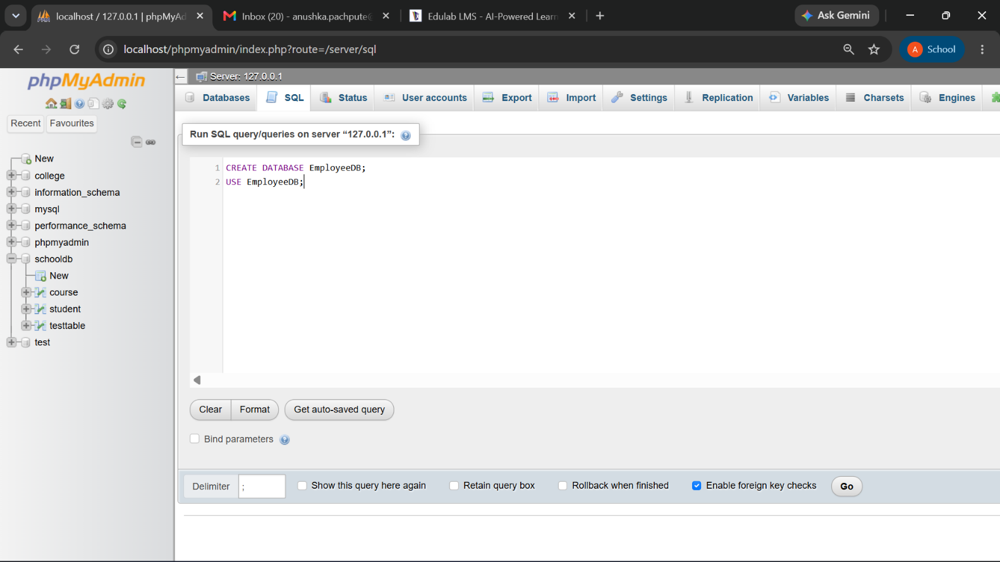 localhost / 127.0.0.1 | phpMyAd
Inbox (20) - anushka.pachpute@
Edulab LMS - AI-Powered Learn
Ask Gemini
localhost/phpmyadmin/index.php?route=/server/sql
A School
phpMyAdmin
Recent Favourites
New
college
information_schema
mysql
performance_schema
phpmyadmin
schooldb
New
course
student
testtable
test
Server: 127.0.0.1
Databases SQL Status User accounts Export Import Settings Replication Variables Charsets Engines
Run SQL query/queries on server “127.0.0.1”:
1 CREATE DATABASE EmployeeDB;
2 USE EmployeeDB;
Clear Format Get auto-saved query
Bind parameters
Delimiter ; Show this query here again Retain query box Rollback when finished Enable foreign key checks Go